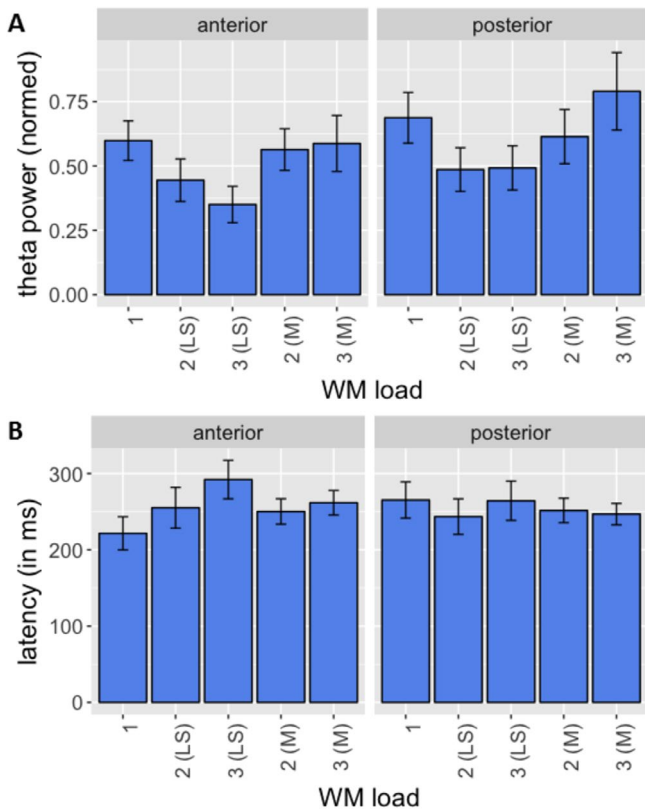 A
anterior posterior
theta power (normed)
0.75
0.50
0.25
0.00
1 2 (LS) 3 (LS) 2 (M) 3 (M) 1 2 (LS) 3 (LS) 2 (M) 3 (M)
WM load
B
anterior posterior
latency (in ms)
300
200
100
0
1 2 (LS) 3 (LS) 2 (M) 3 (M) 1 2 (LS) 3 (LS) 2 (M) 3 (M)
WM load